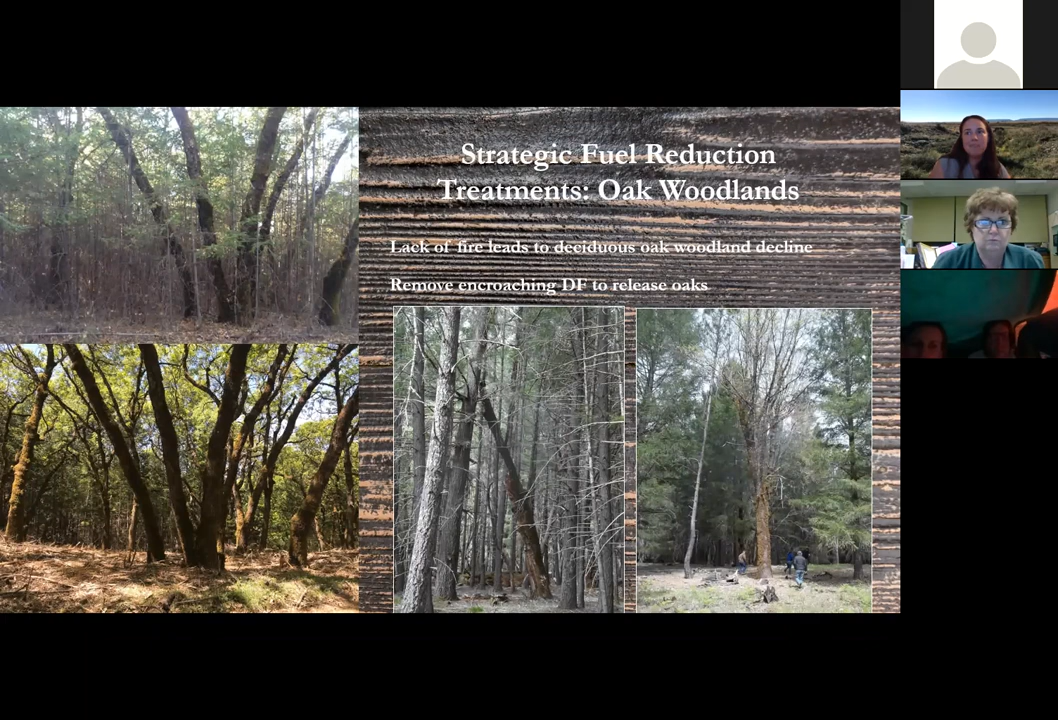 Strategic Fuel Reduction
Treatments: Oak Woodlands
Lack of fire leads to deciduous oak woodland decline
Remove encroaching DF to release oaks